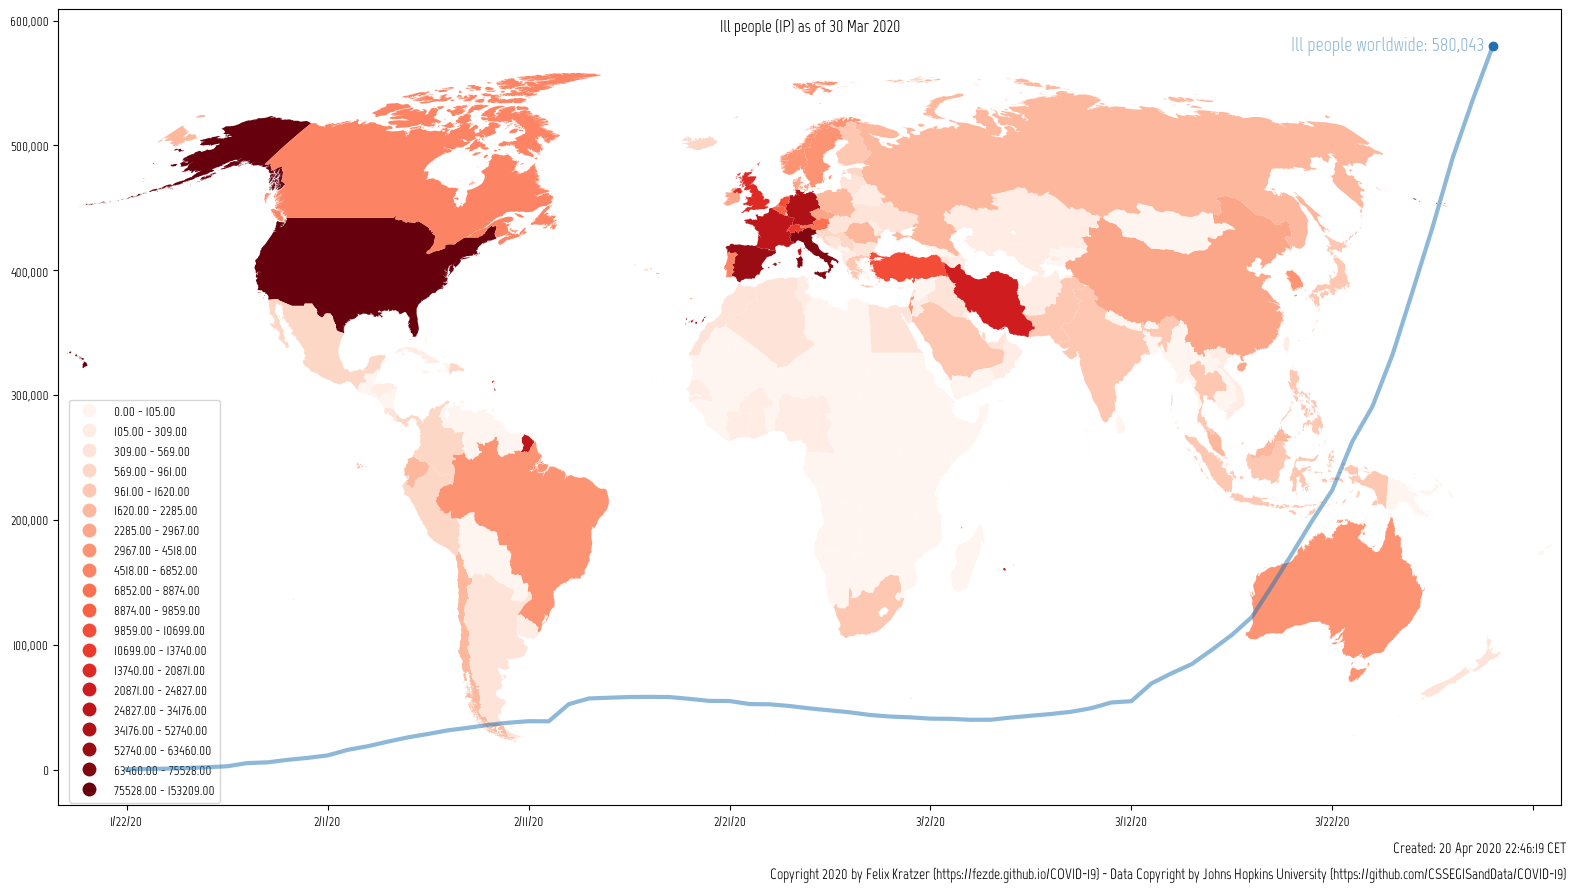 Ill people (IP) as of 30 Mar 2020
Ill people worldwide: 580,043
600,000
500,000
400,000
300,000
200,000
100,000
0
0.00 - 105.00
105.00 - 309.00
309.00 - 569.00
569.00 - 961.00
961.00 - 1620.00
1620.00 - 2285.00
2285.00 - 2967.00
2967.00 - 4518.00
4518.00 - 6852.00
6852.00 - 8874.00
8874.00 - 9859.00
9859.00 - 10699.00
10699.00 - 13740.00
13740.00 - 20871.00
20871.00 - 24827.00
24827.00 - 34176.00
34176.00 - 52740.00
52740.00 - 63460.00
63460.00 - 75528.00
75528.00 - 153209.00
1/22/20 2/1/20 2/11/20 2/21/20 3/2/20 3/12/20 3/22/20
Created: 20 Apr 2020 22:46:19 CET
Copyright 2020 by Felix Kratzer (https://fezde.github.io/COVID-19) - Data Copyright by Johns Hopkins University (https://github.com/CSSEGISandData/COVID-19)